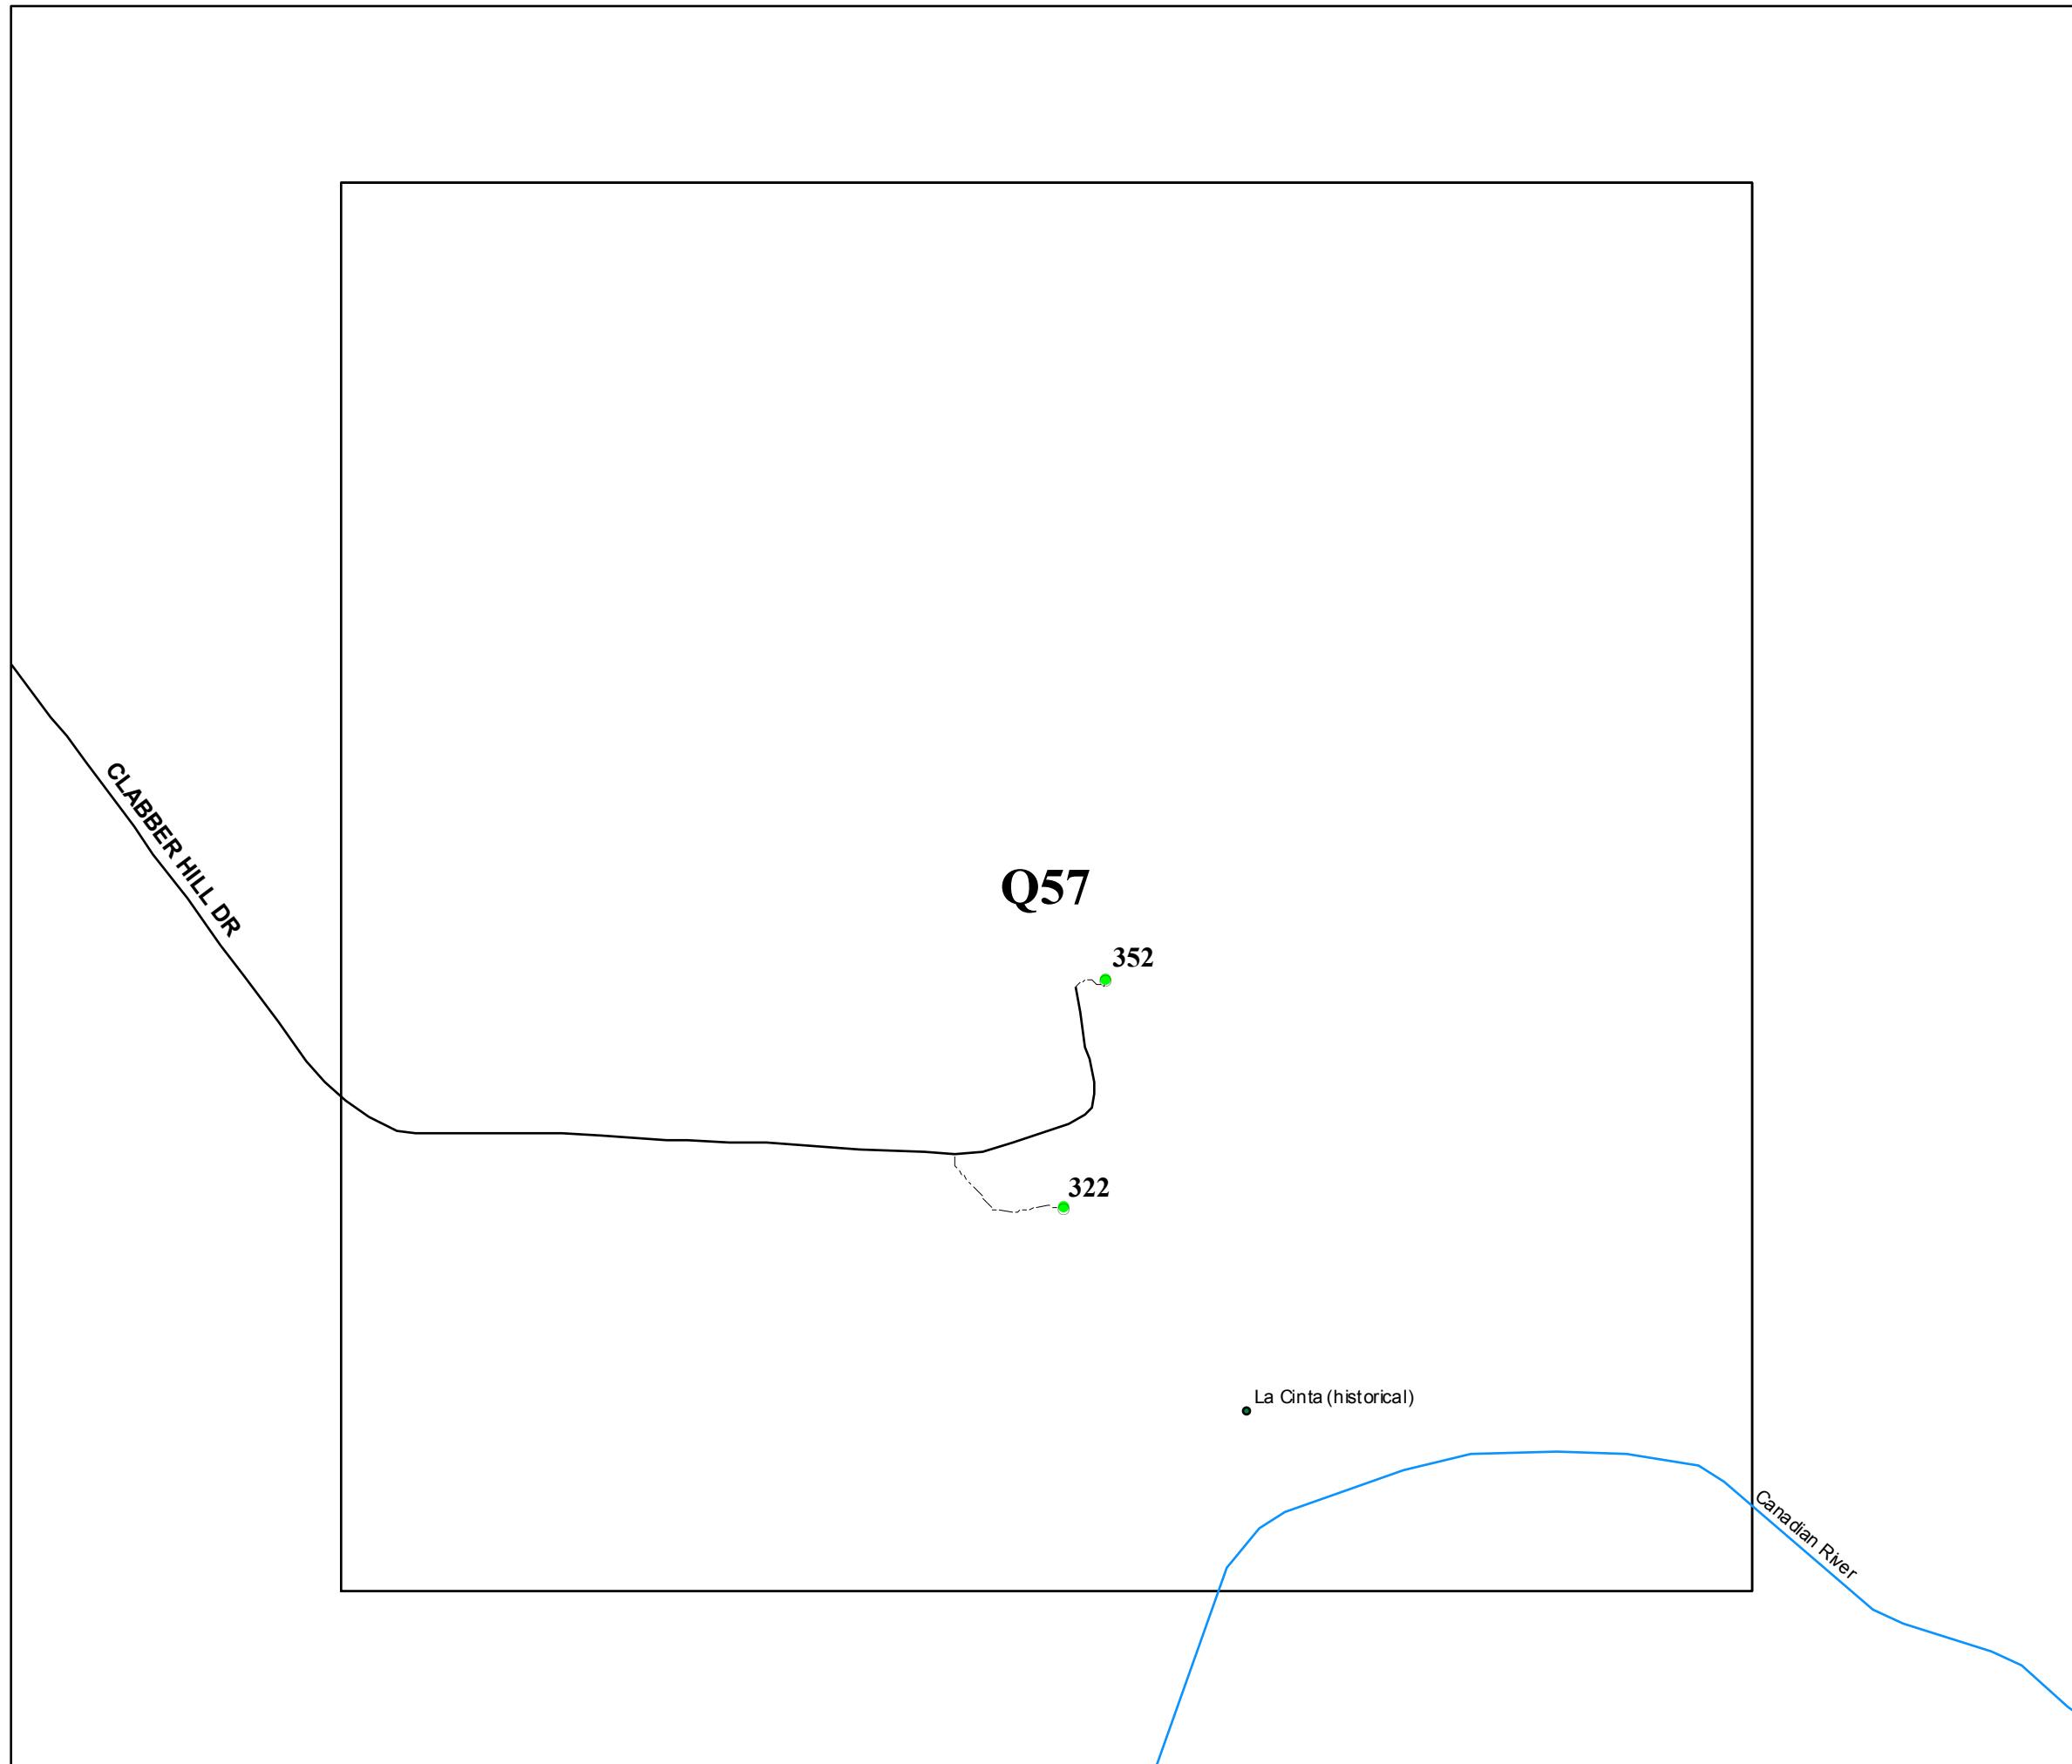 CLABBER HILL DR
Q57
352
322
La Cinta (historical)
Canadian River